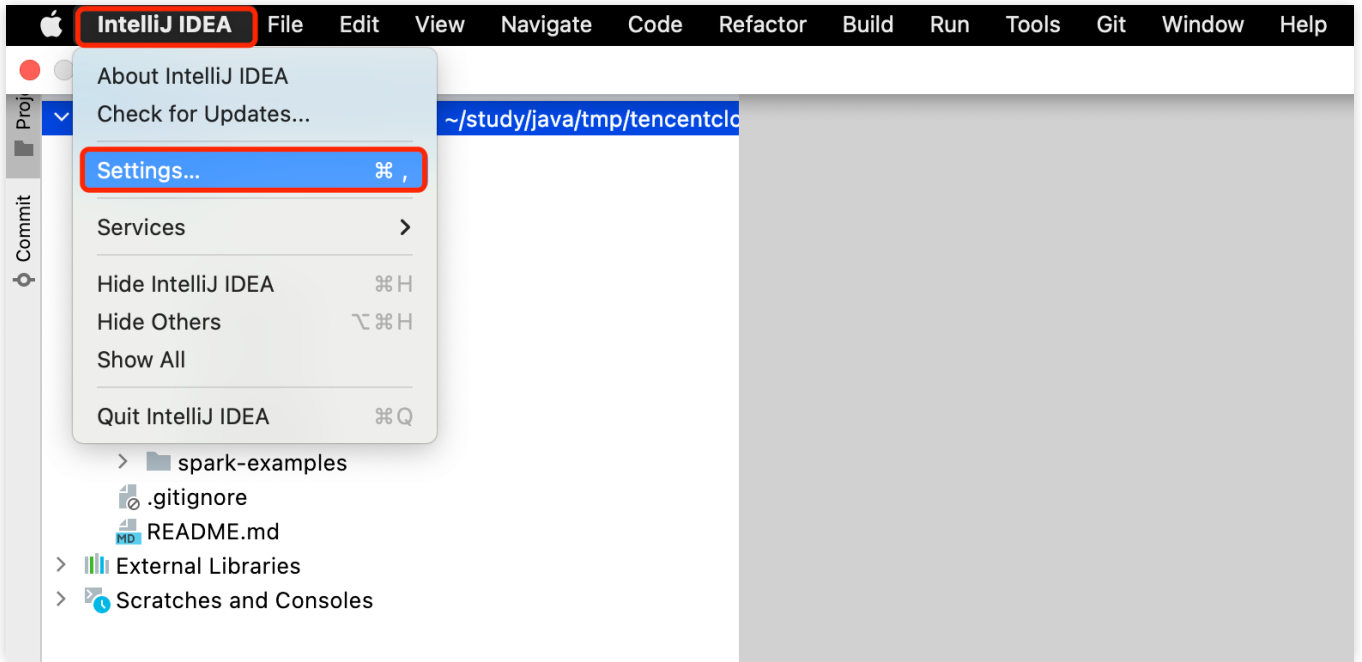 IntelliJ IDEA File Edit View Navigate Code Refactor Build Run Tools Git Window Help
About IntelliJ IDEA
Check for Updates...
~/study/java/tmp/tencentclo
Settings... ⌘ ,
Commit
Services
Hide IntelliJ IDEA ⌘H
Hide Others ⌥⌘H
Show All
Quit IntelliJ IDEA ⌘Q
spark-examples
.gitignore
MD README.md
External Libraries
Scratches and Consoles